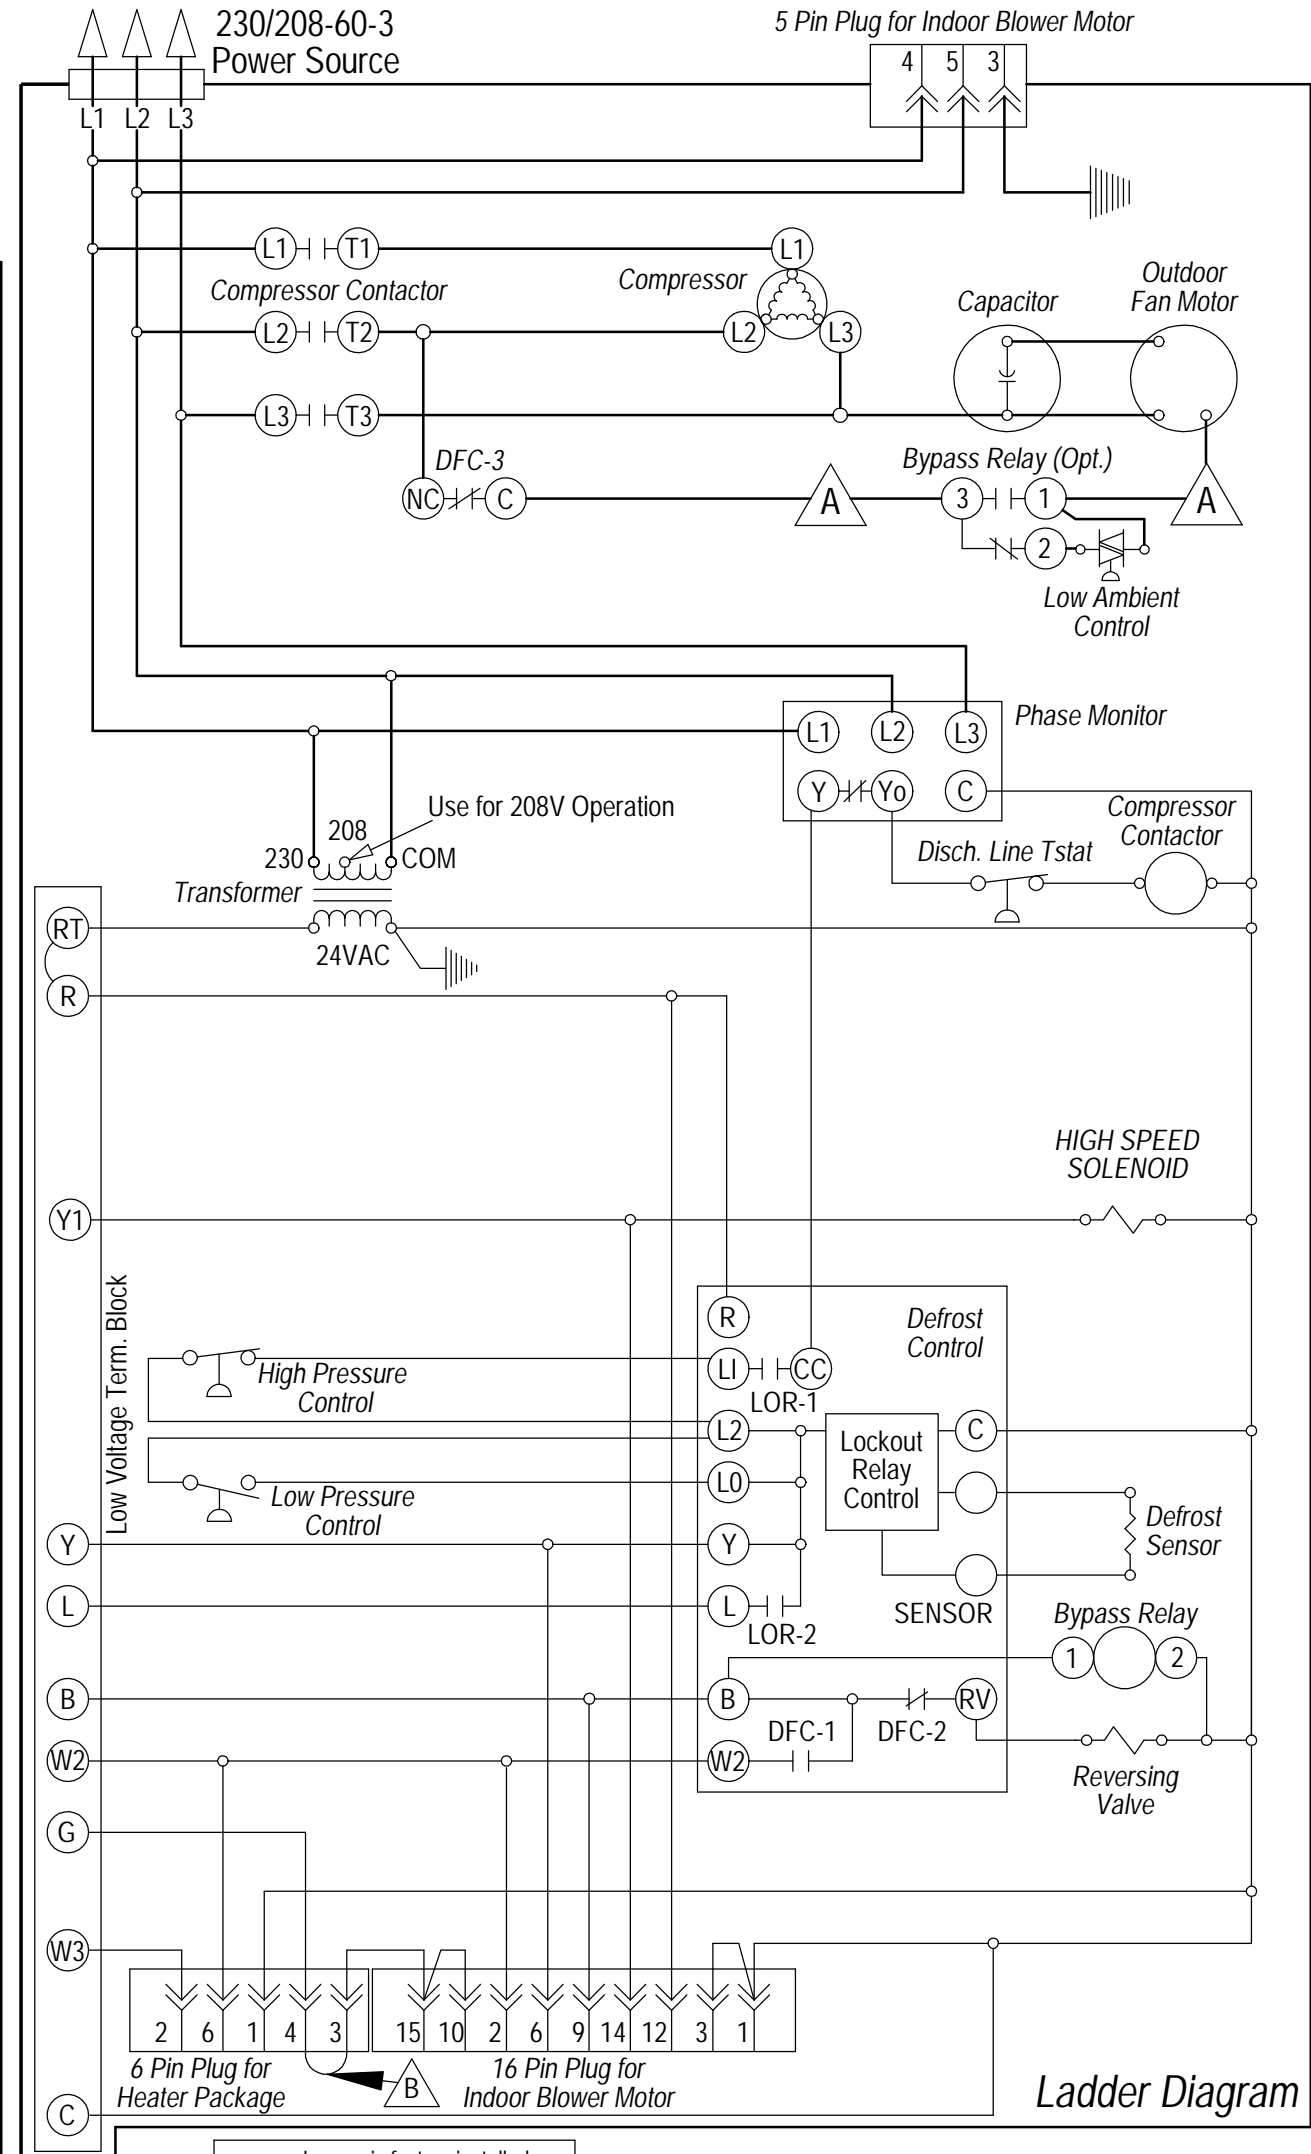 230/208-60-3
Power Source
5 Pin Plug for Indoor Blower Motor
4 5 3
L1 L2 L3
L1 T1 L1
Compressor Contactor
Compressor
Capacitor
Outdoor
Fan Motor
L2 T2 L2 L3
L3 T3
DFC-3
Bypass Relay (Opt.)
NC C A 3 1 A
2
Low Ambient
Control
Phase Monitor
L1 L2 L3
Y Yo C
Use for 208V Operation
208
230 COM
Transformer
24VAC
Compressor
Contactor
Disch. Line Tstat
RT
R
HIGH SPEED
SOLENOID
Y1
Low Voltage Term. Block
R
Defrost
Control
LI CC
LOR-1
High Pressure
Control
L2
Lockout
Relay
Control
C
L0
Low Pressure
Control
Defrost
Sensor
Y Y
L L
LOR-2
SENSOR
Bypass Relay
1 2
B B RV
DFC-1 DFC-2
W2 W2
Reversing
Valve
G
W3
2 6 1 4 3 15 10 2 6 9 14 12 3 1
6 Pin Plug for
Heater Package
B
16 Pin Plug for
Indoor Blower Motor
C
Ladder Diagram